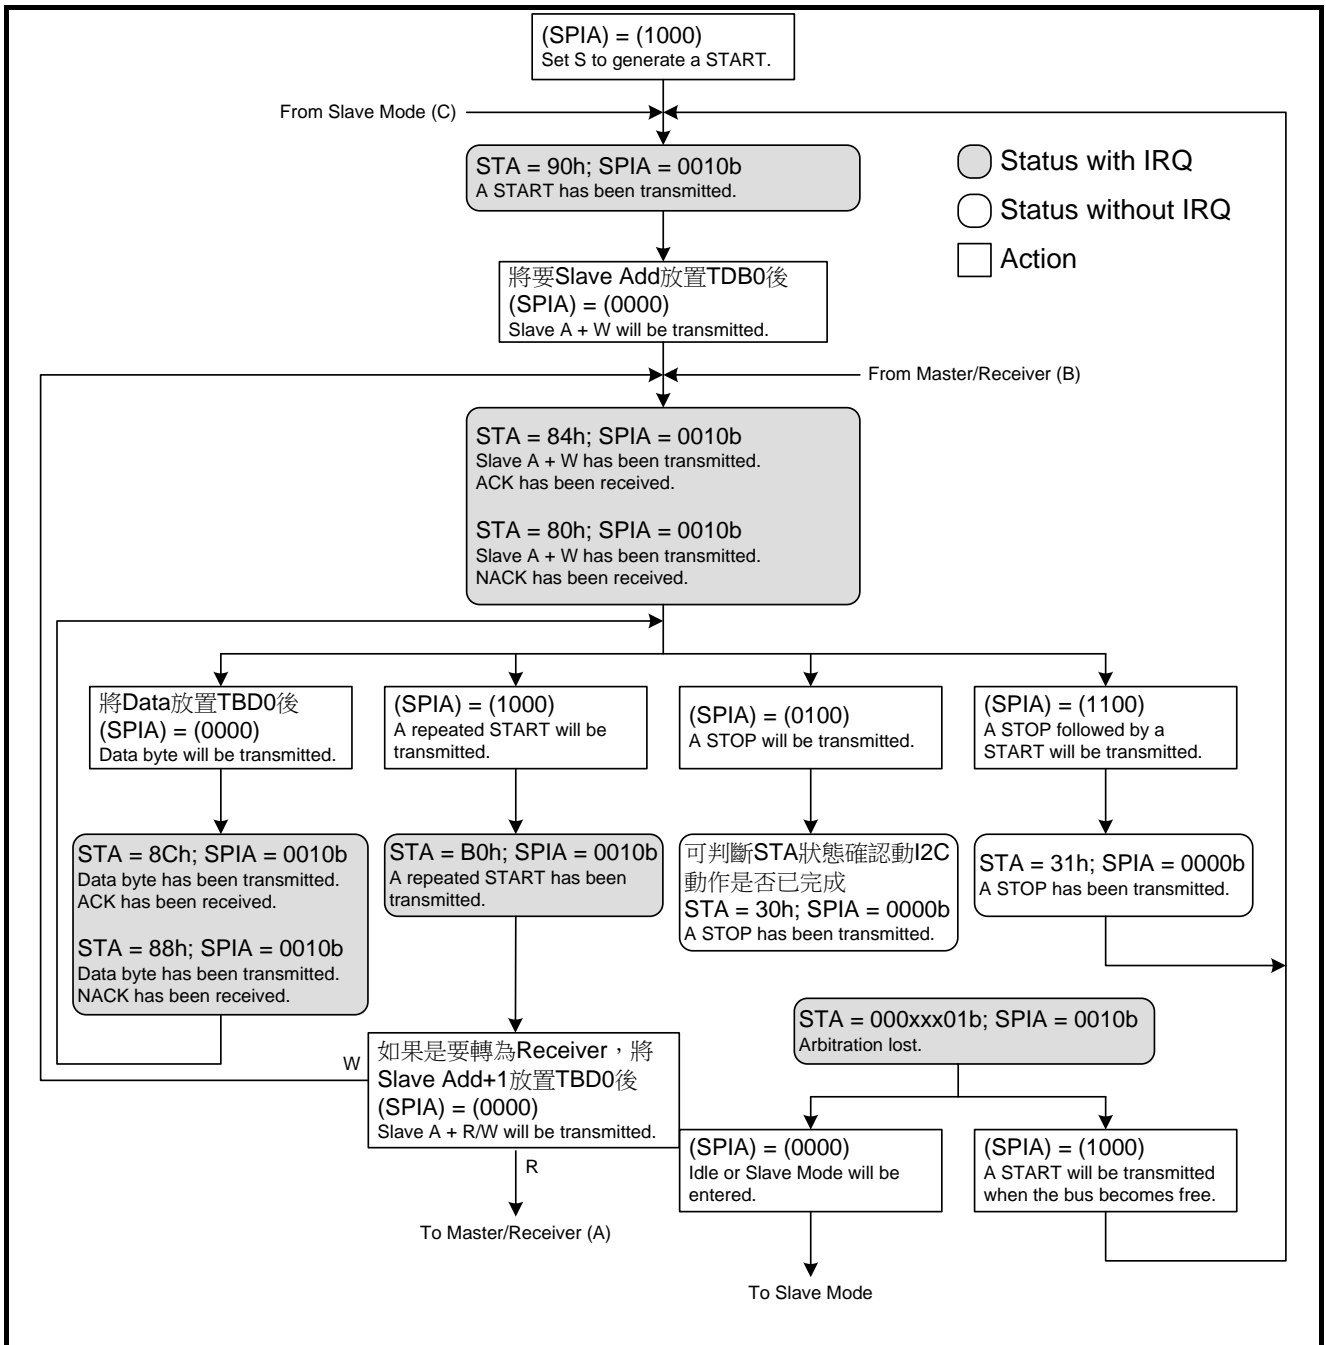 (SPIA) = (1000)
Set S to generate a START.
From Slave Mode (C)
STA = 90h; SPIA = 0010b
A START has been transmitted.
Status with IRQ
Status without IRQ
Action
將要Slave Add放置TDB0後
(SPIA) = (0000)
Slave A + W will be transmitted.
From Master/Receiver (B)
STA = 84h; SPIA = 0010b
Slave A + W has been transmitted.
ACK has been received.
STA = 80h; SPIA = 0010b
Slave A + W has been transmitted.
NACK has been received.
將Data放置TBD0後
(SPIA) = (0000)
Data byte will be transmitted.
(SPIA) = (1000)
A repeated START will be
transmitted.
(SPIA) = (0100)
A STOP will be transmitted.
(SPIA) = (1100)
A STOP followed by a
START will be transmitted.
STA = 8Ch; SPIA = 0010b
Data byte has been transmitted.
ACK has been received.
STA = 88h; SPIA = 0010b
Data byte has been transmitted.
NACK has been received.
STA = B0h; SPIA = 0010b
A repeated START has been
transmitted.
可判斷STA狀態確認動I2C
動作是否已完成
STA = 30h; SPIA = 0000b
A STOP has been transmitted.
STA = 31h; SPIA = 0000b
A STOP has been transmitted.
STA = 000xxx01b; SPIA = 0010b
Arbitration lost.
W
如果是要轉為Receiver，將
Slave Add+1放置TBD0後
(SPIA) = (0000)
Slave A + R/W will be transmitted.
R
To Master/Receiver (A)
(SPIA) = (0000)
Idle or Slave Mode will be
entered.
(SPIA) = (1000)
A START will be transmitted
when the bus becomes free.
To Slave Mode